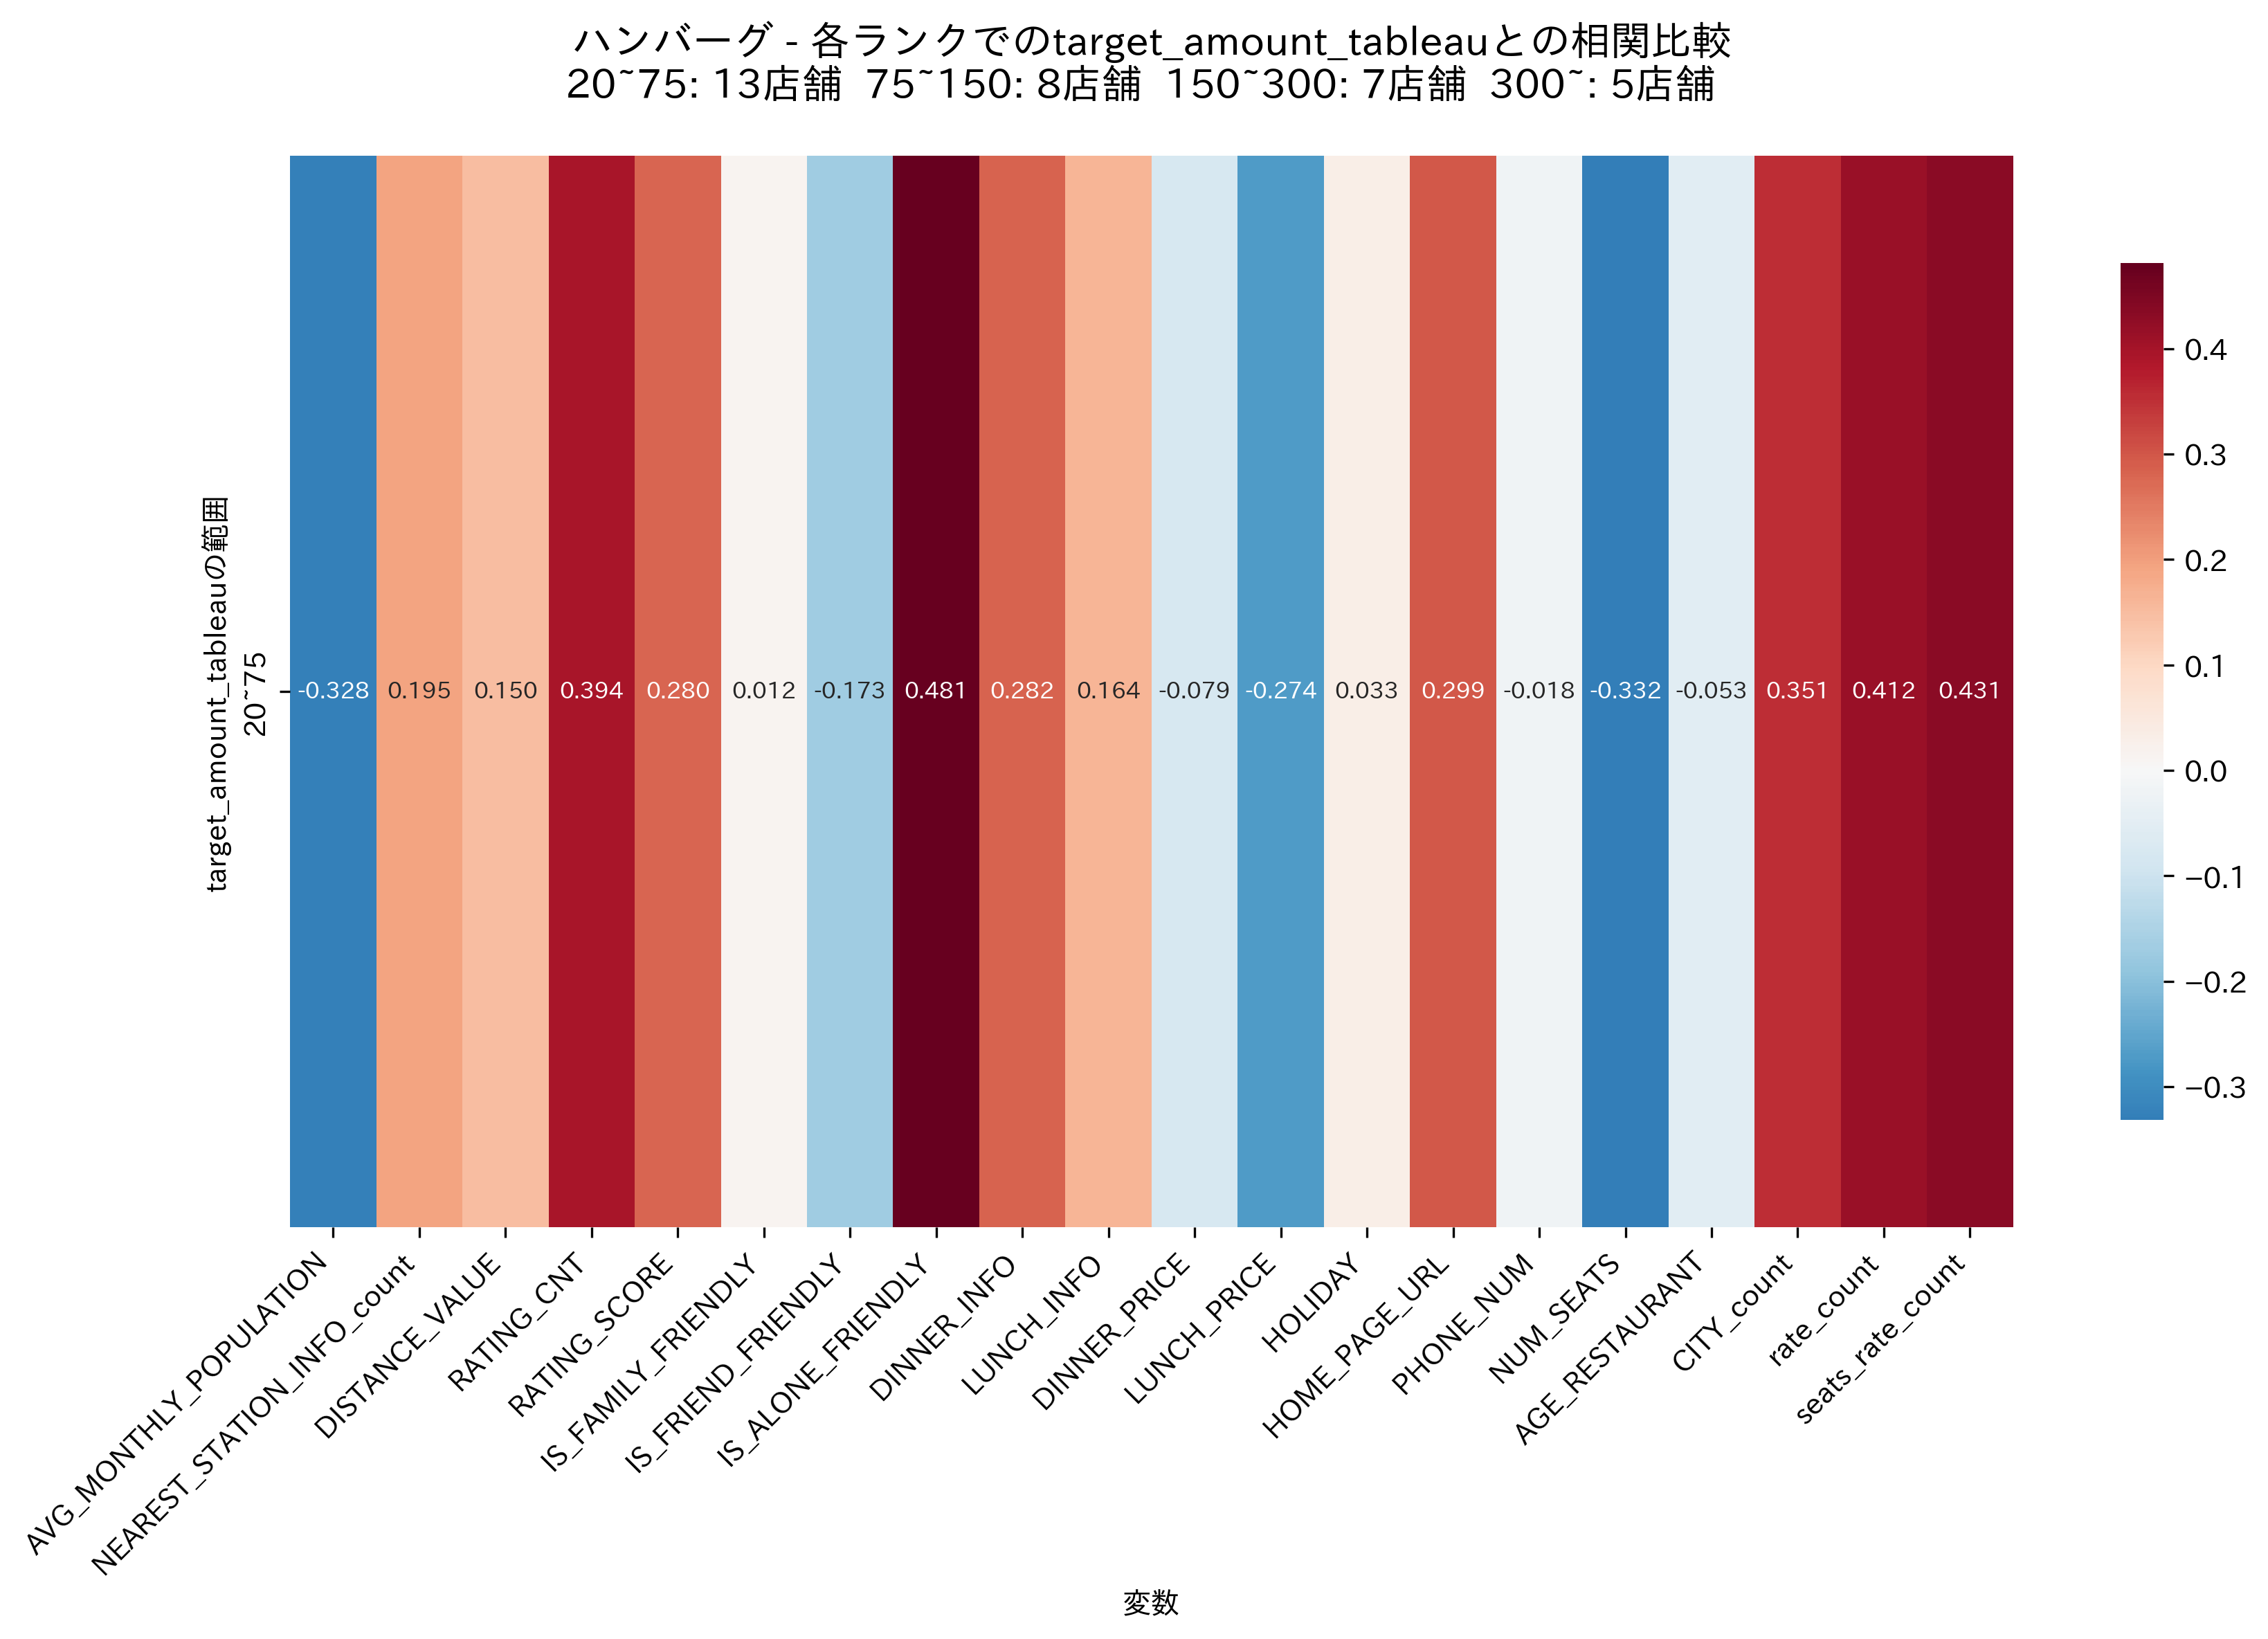 ハンバーグ - 各ランクでのtarget_amount_tableauとの相関比較
20~75: 13店舗 75~150: 8店舗 150~300: 7店舗 300~: 5店舗
target_amount_tableauの範囲
20~75
-0.328 0.195 0.150 0.394 0.280 0.012 -0.173 0.481 0.282 0.164 -0.079 -0.274 0.033 0.299 -0.018 -0.332 -0.053 0.351 0.412 0.431
0.4
0.3
0.2
0.1
0.0
−0.1
−0.2
−0.3
AVG_MONTHLY_POPULATION
NEAREST_STATION_INFO_count
DISTANCE_VALUE
RATING_CNT
RATING_SCORE
IS_FAMILY_FRIENDLY
IS_FRIEND_FRIENDLY
IS_ALONE_FRIENDLY
DINNER_INFO
LUNCH_INFO
DINNER_PRICE
LUNCH_PRICE
HOLIDAY
HOME_PAGE_URL
PHONE_NUM
NUM_SEATS
AGE_RESTAURANT
CITY_count
rate_count
seats_rate_count
変数